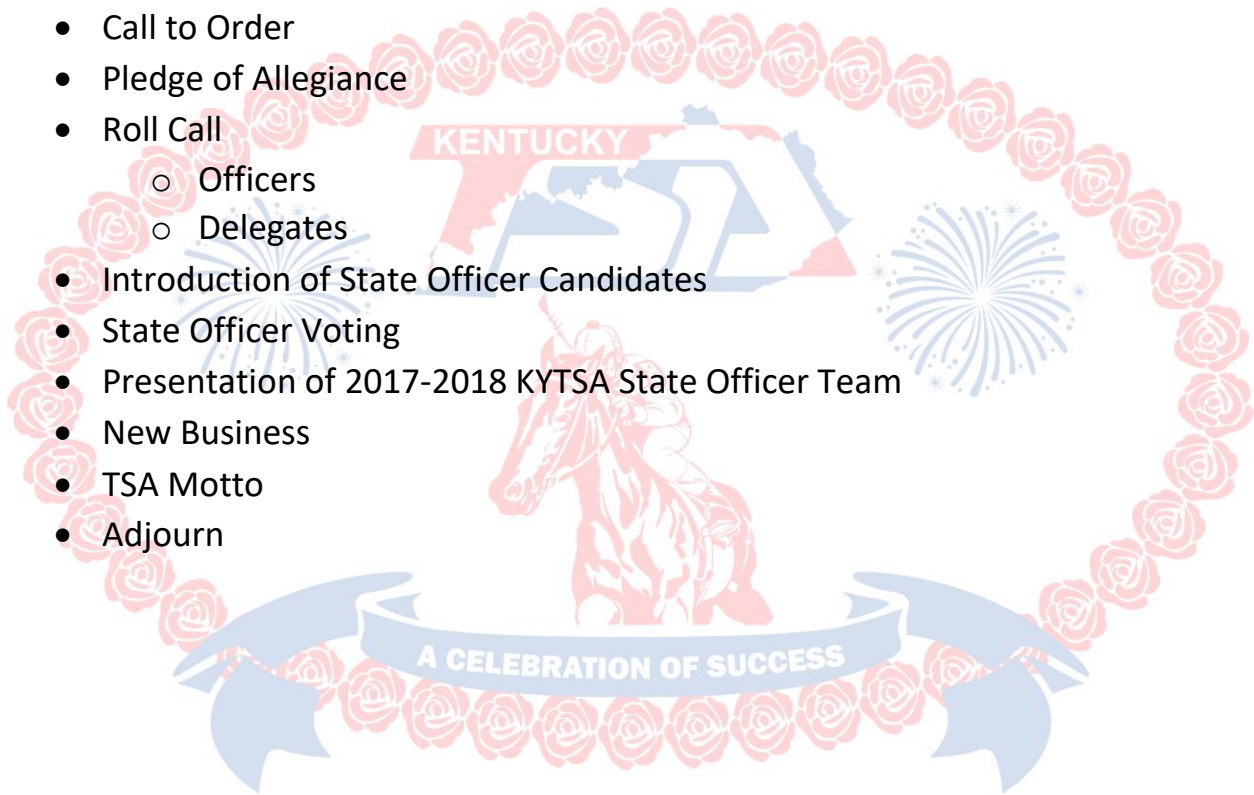 • Call to Order
• Pledge of Allegiance
• Roll Call
o Officers
o Delegates
• Introduction of State Officer Candidates
• State Officer Voting
• Presentation of 2017-2018 KYTSA State Officer Team
• New Business
• TSA Motto
• Adjourn
KENTUCKY
TSA
A CELEBRATION OF SUCCESS